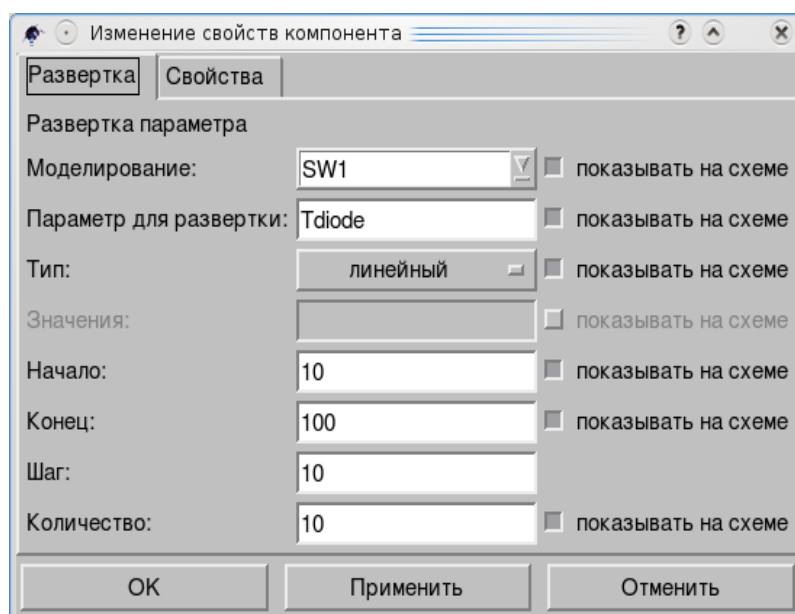 Изменение свойств компонента
Развертка Свойства
Развертка параметра
Моделирование: SW1 показывать на схеме
Параметр для развертки: Tdiode показывать на схеме
Тип: линейный показывать на схеме
Значения: показывать на схеме
Начало: 10 показывать на схеме
Конец: 100 показывать на схеме
Шаг: 10
Количество: 10 показывать на схеме
OK Применить Отменить